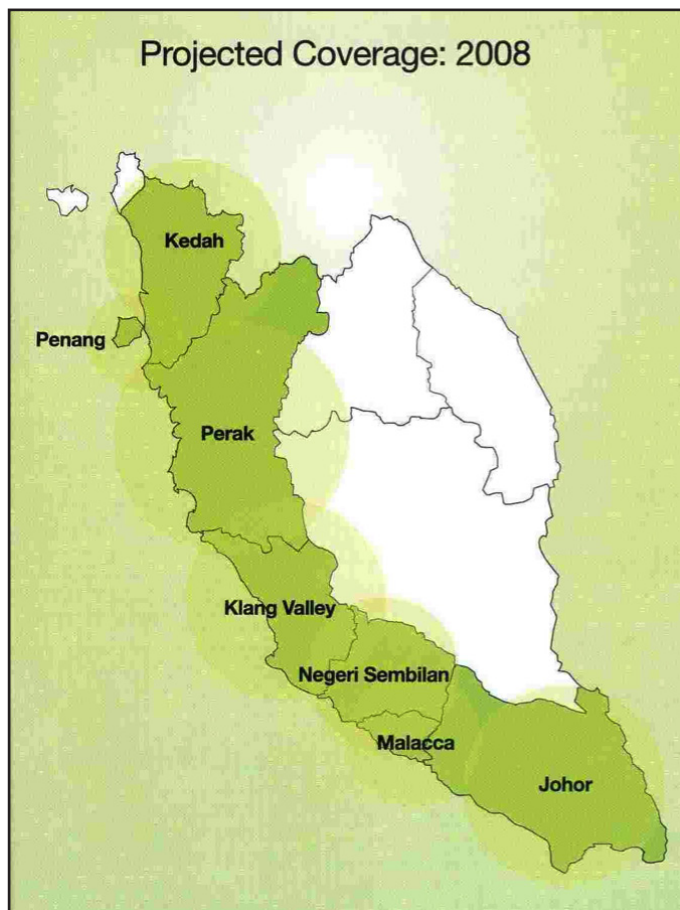 Projected Coverage: 2008
Kedah
Penang
Perak
Klang Valley
Negeri Sembilan
Malacca
Johor